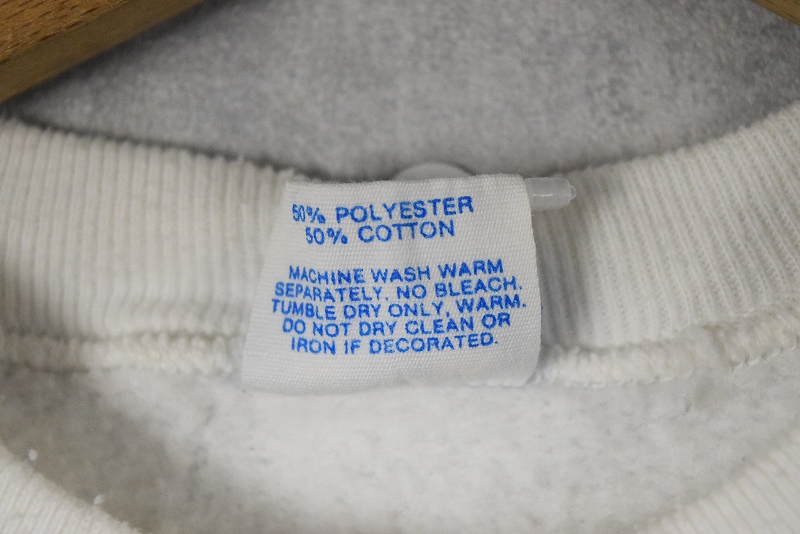 50% POLYESTER
50% COTTON
MACHINE WASH WARM
SEPARATELY. NO BLEACH.
TUMBLE DRY ONLY, WARM.
DO NOT DRY CLEAN OR
IRON IF DECORATED.